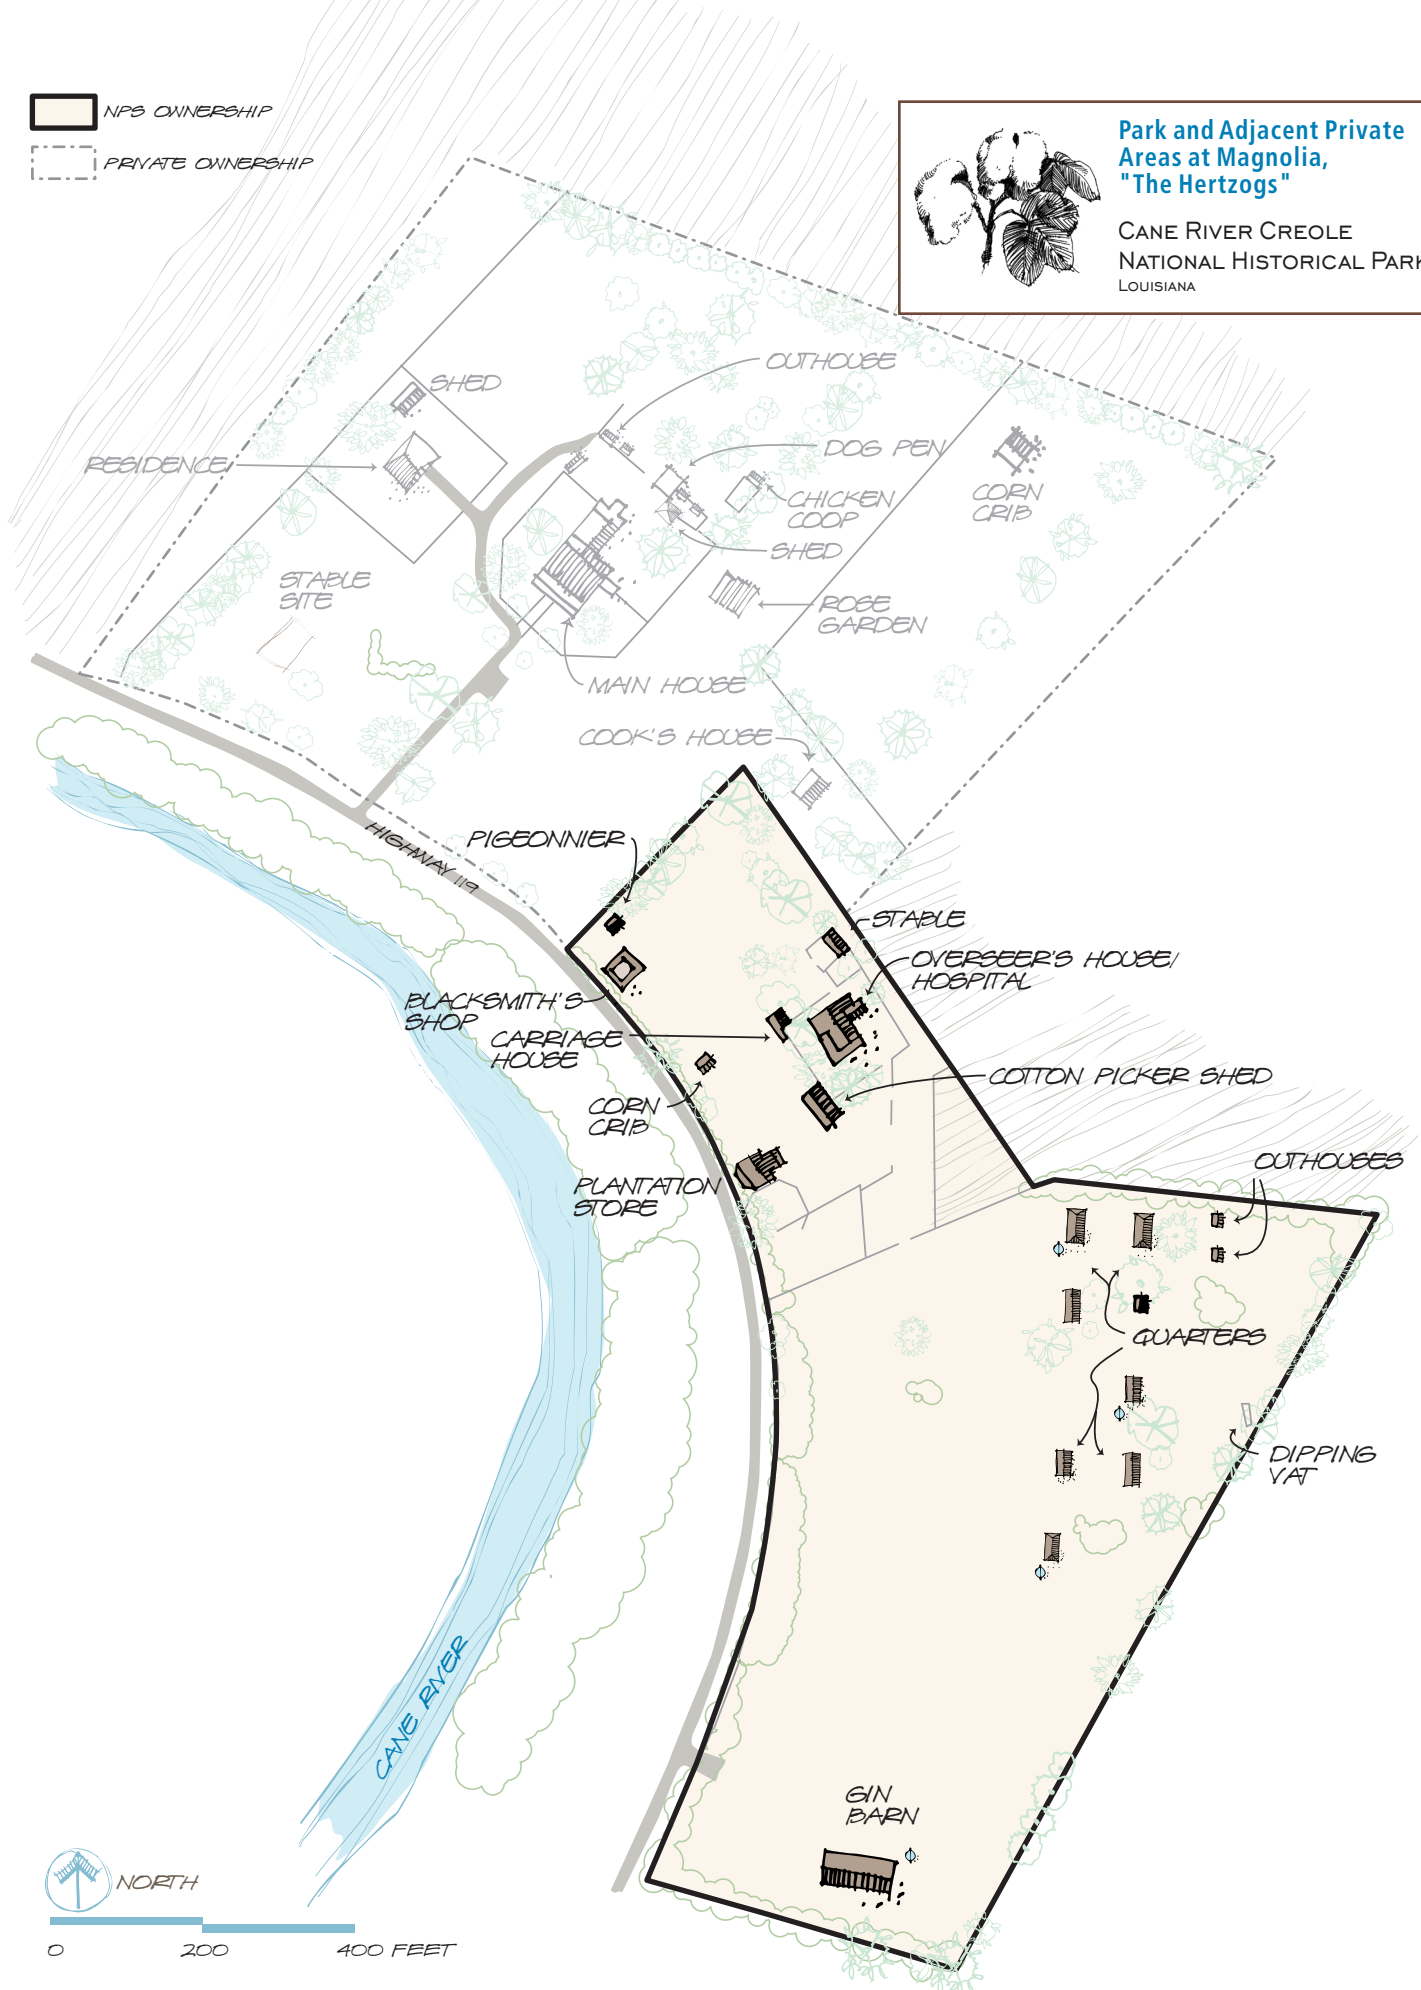 NPS OWNERSHIP
PRIVATE OWNERSHIP
Park and Adjacent Private
Areas at Magnolia,
"The Hertzogs"
CANE RIVER CREOLE
NATIONAL HISTORICAL PARK
LOUISIANA
OUTHOUSE
SHED
DOG PEN
RESIDENCE
CHICKEN
COOP
CORN
CRIB
SHED
STABLE
SITE
ROSE
GARDEN
MAIN HOUSE
COOK'S HOUSE
HIGHWAY 119
PIGEONNIER
STABLE
OVERSEER'S HOUSE/
HOSPITAL
BLACKSMITH'S
SHOP
CARRIAGE
HOUSE
COTTON PICKER SHED
CORN
CRIB
OUTHOUSES
PLANTATION
STORE
QUARTERS
DIPPING
VAT
CANE RIVER
GIN
BARN
NORTH
0 200 400 FEET